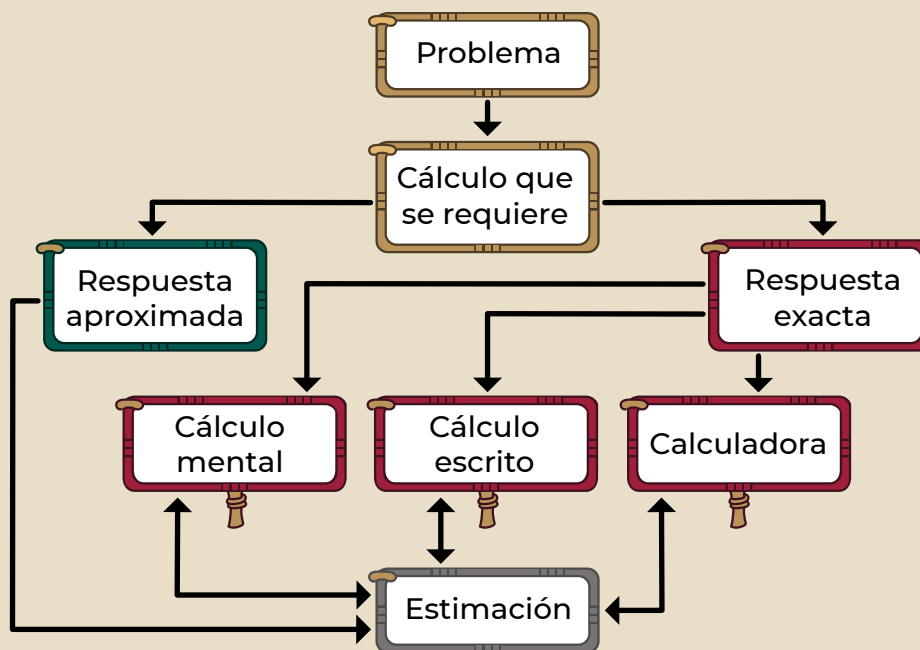 Problema
Cálculo que
se requiere
Respuesta
aproximada
Respuesta
exacta
Cálculo
mental
Cálculo
escrito
Calculadora
Estimación